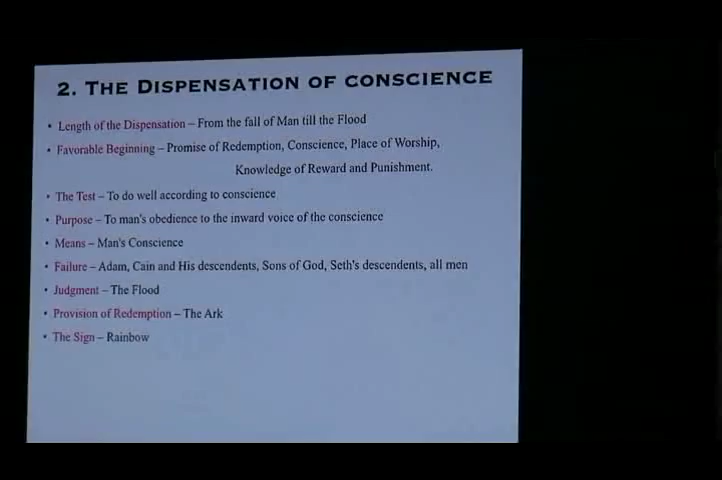 2. THE DISPENSATION OF CONSCIENCE
• Length of the Dispensation – From the fall of Man till the Flood
• Favorable Beginning – Promise of Redemption, Conscience, Place of Worship,
Knowledge of Reward and Punishment.
• The Test – To do well according to conscience
• Purpose – To man's obedience to the inward voice of the conscience
• Means – Man's Conscience
• Failure – Adam, Cain and His descendents, Sons of God, Seth's descendents, all men
• Judgment – The Flood
• Provision of Redemption – The Ark
• The Sign – Rainbow